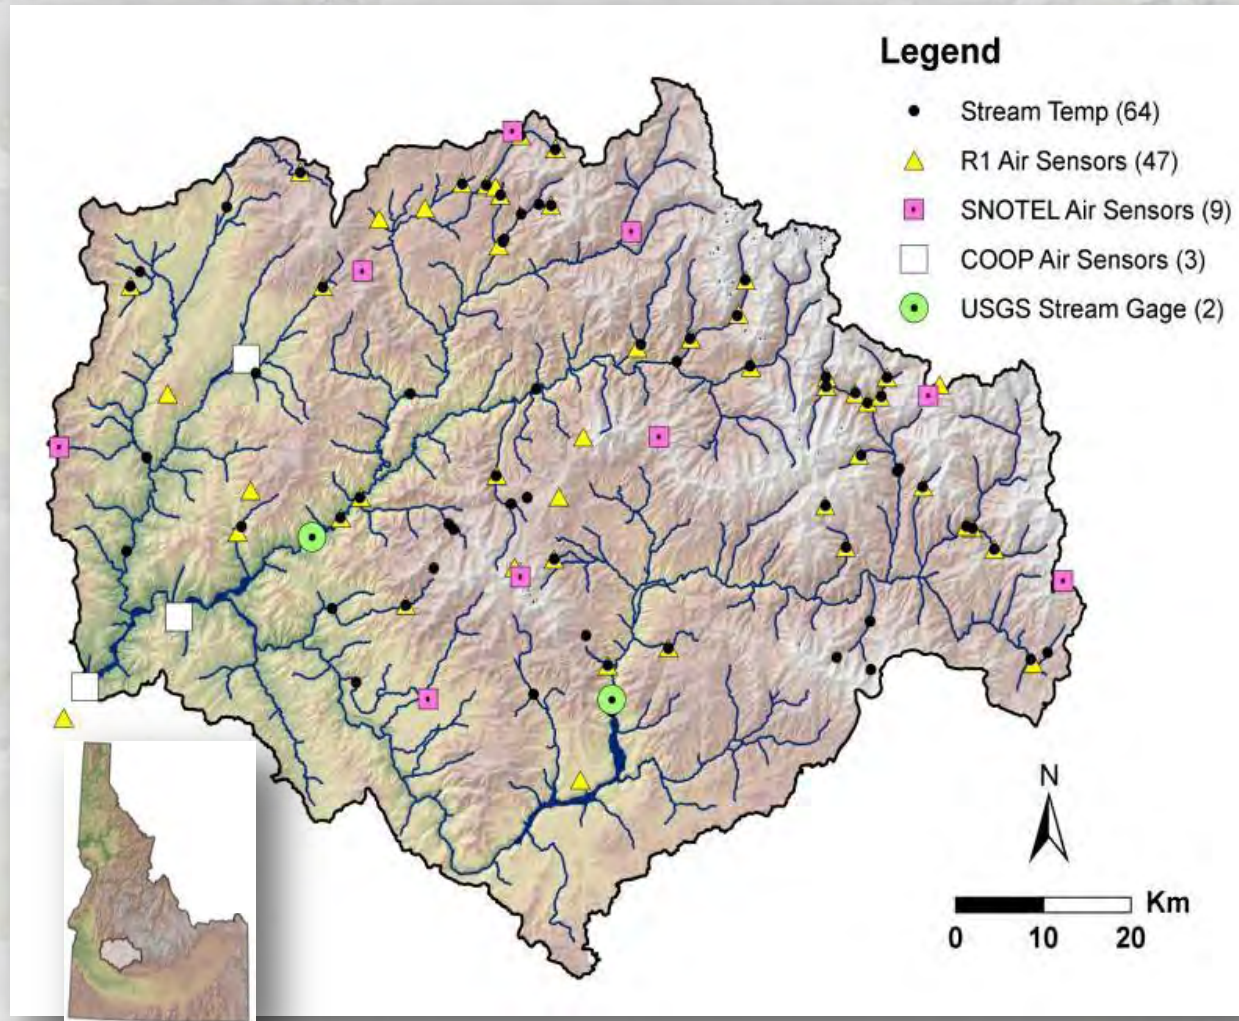 Legend
Stream Temp (64)
R1 Air Sensors (47)
SNOTEL Air Sensors (9)
COOP Air Sensors (3)
USGS Stream Gage (2)
N
Km
0 10 20